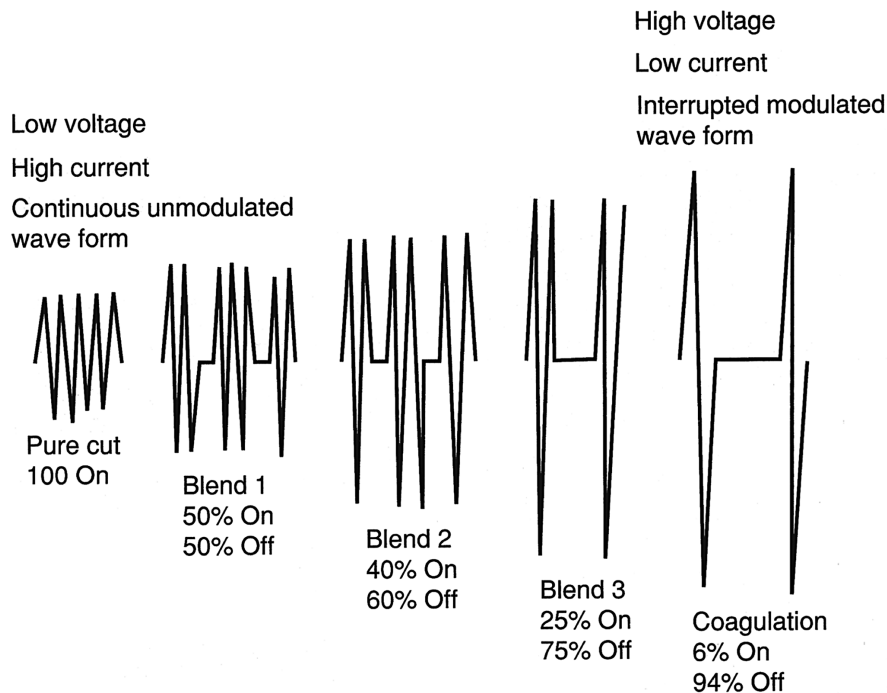 High voltage
Low current
Interrupted modulated
wave form
Low voltage
High current
Continuous unmodulated
wave form
Pure cut
100 On
Blend 1
50% On
50% Off
Blend 2
40% On
60% Off
Blend 3
25% On
75% Off
Coagulation
6% On
94% Off